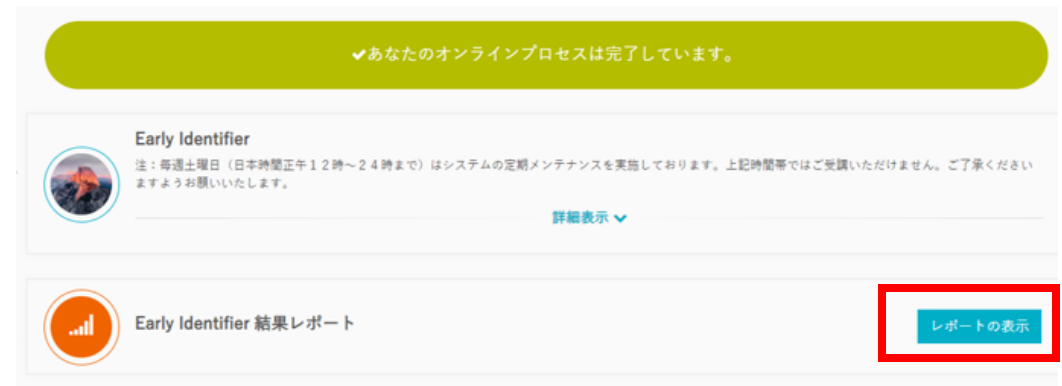 ✔あなたのオンラインプロセスは完了しています。
Early Identifier
注：毎週土曜日（日本時間正午１２時～２４時まで）はシステムの定期メンテナンスを実施しております。上記時間帯ではご受講いただけません。ご了承ください
ますようお願いいたします。
詳細表示
Early Identifier 結果レポート
レポートの表示